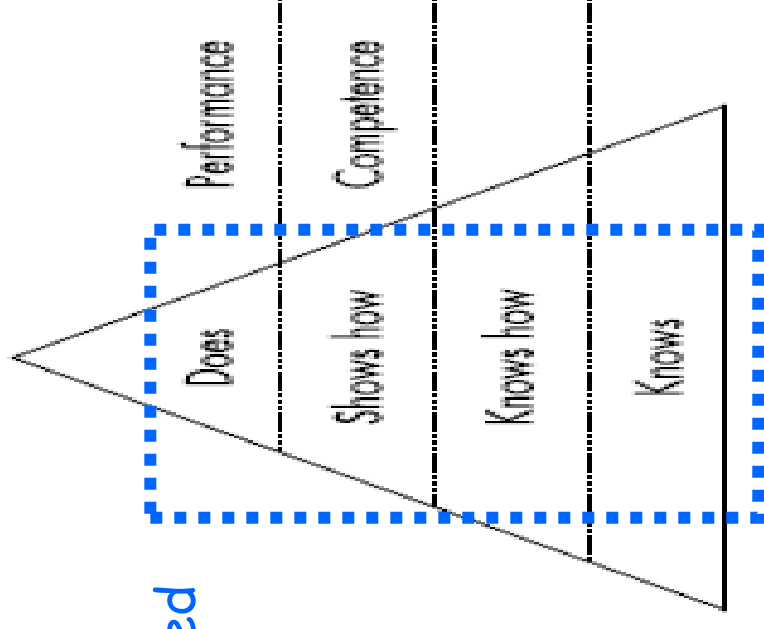 Performance
Does
Competence
Shows how
Knows how
Knows